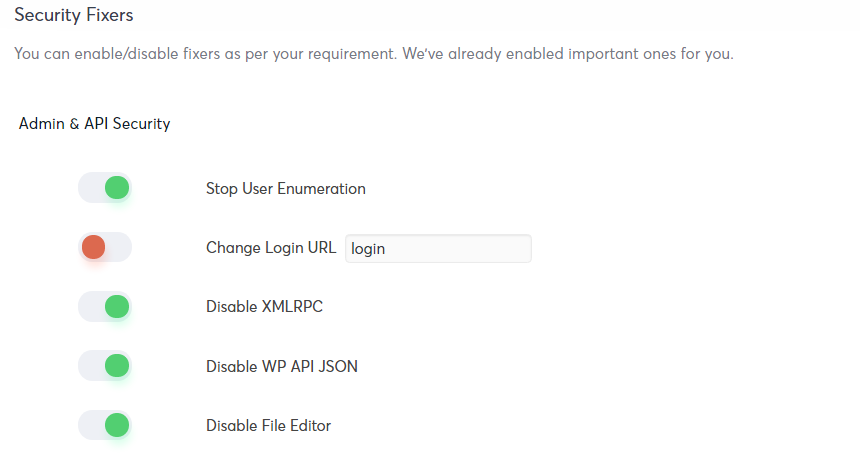 Security Fixers
You can enable/disable fixers as per your requirement. We've already enabled important ones for you.
Admin & API Security
Stop User Enumeration
Change Login URL login
Disable XMLRPC
Disable WP API JSON
Disable File Editor